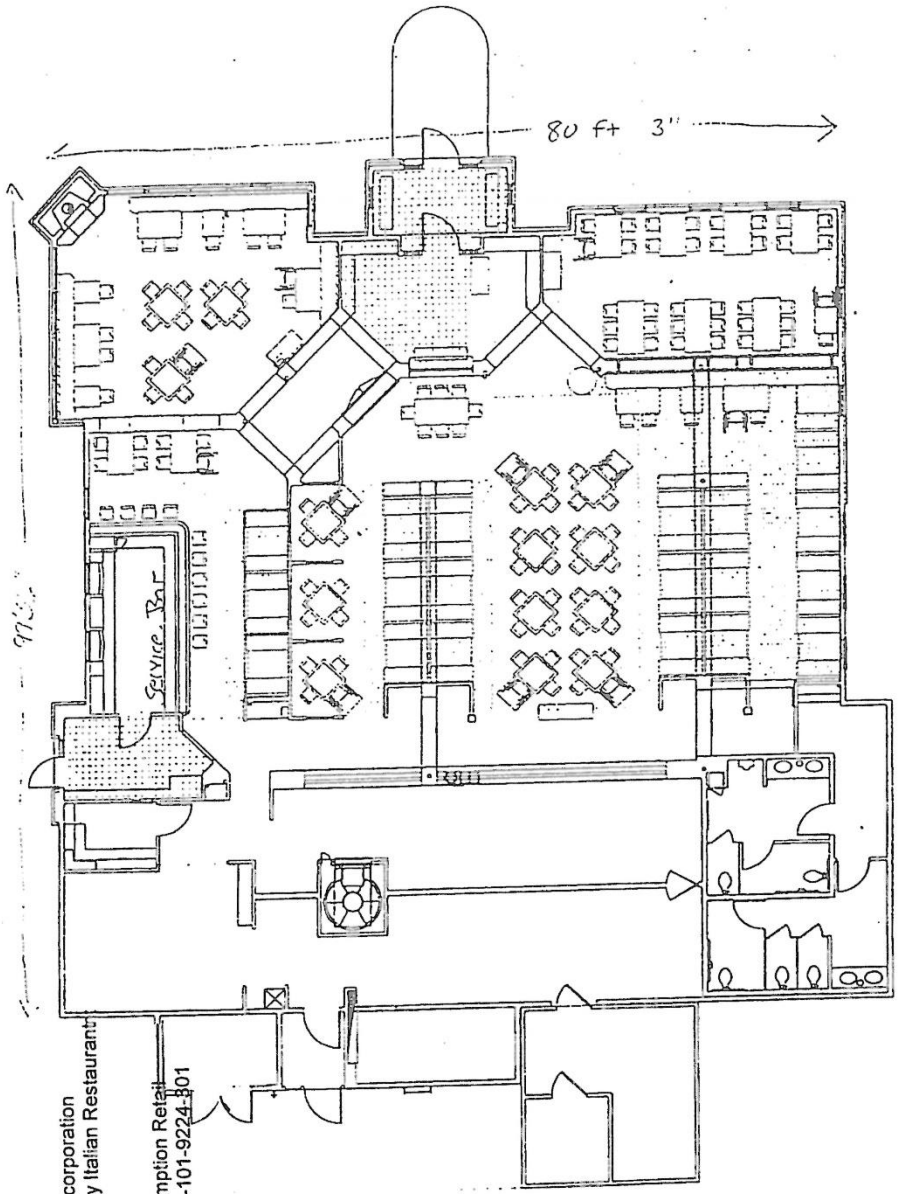 80 ft 3"
Service Bar
corporation
y Italian Restaurant
mption Retail
-101-9224-301